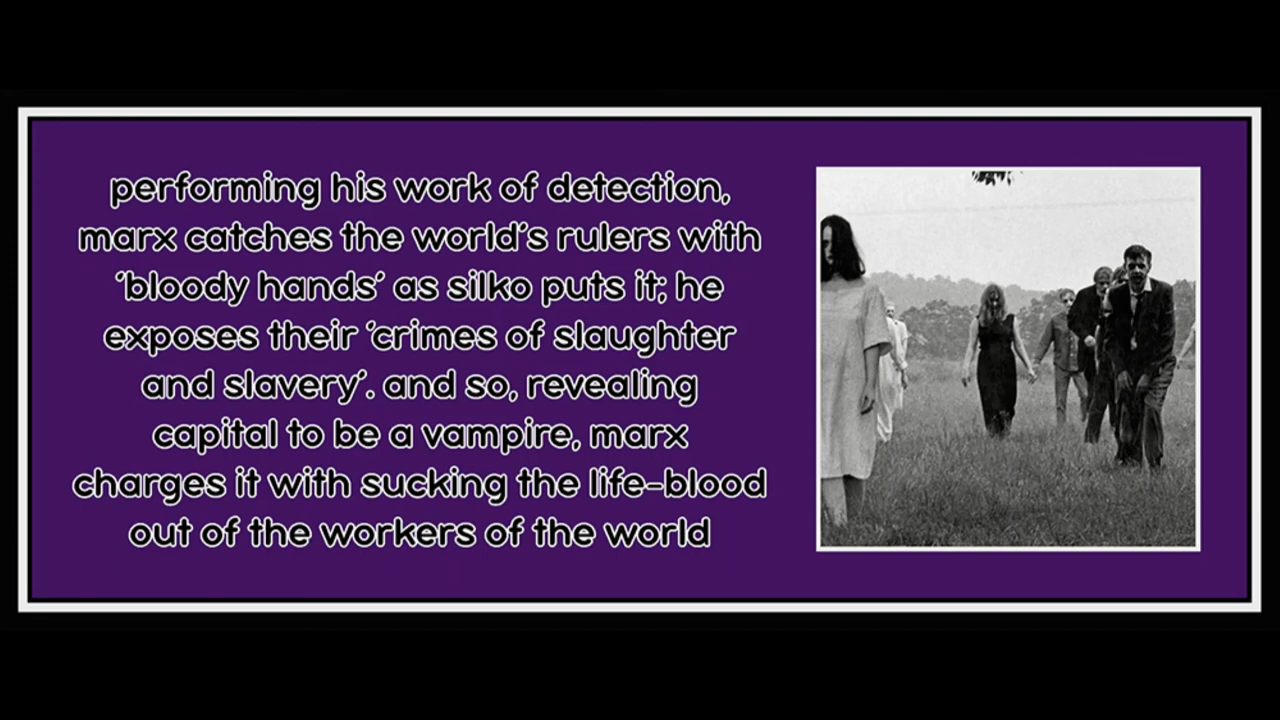 performing his work of detection,
marx catches the world's rulers with
'bloody hands' as silko puts it; he
exposes their 'crimes of slaughter
and slavery'. and so, revealing
capital to be a vampire, marx
charges it with sucking the life-blood
out of the workers of the world